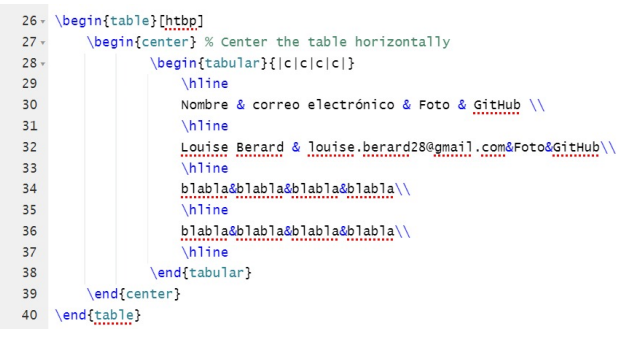 26 \begin{table}[htbp]
27 \begin{center} % Center the table horizontally
28 \begin{tabular}{|c|c|c|c|}
29 \hline
30 Nombre & correo electrónico & Foto & GitHub \\
31 \hline
32 Louise Berard & louise.berard28@gmail.com&Foto&GitHub\\
33 \hline
34 blabla&blabla&blabla&blabla\\
35 \hline
36 blabla&blabla&blabla&blabla\\
37 \hline
38 \end{tabular}
39 \end{center}
40 \end{table}